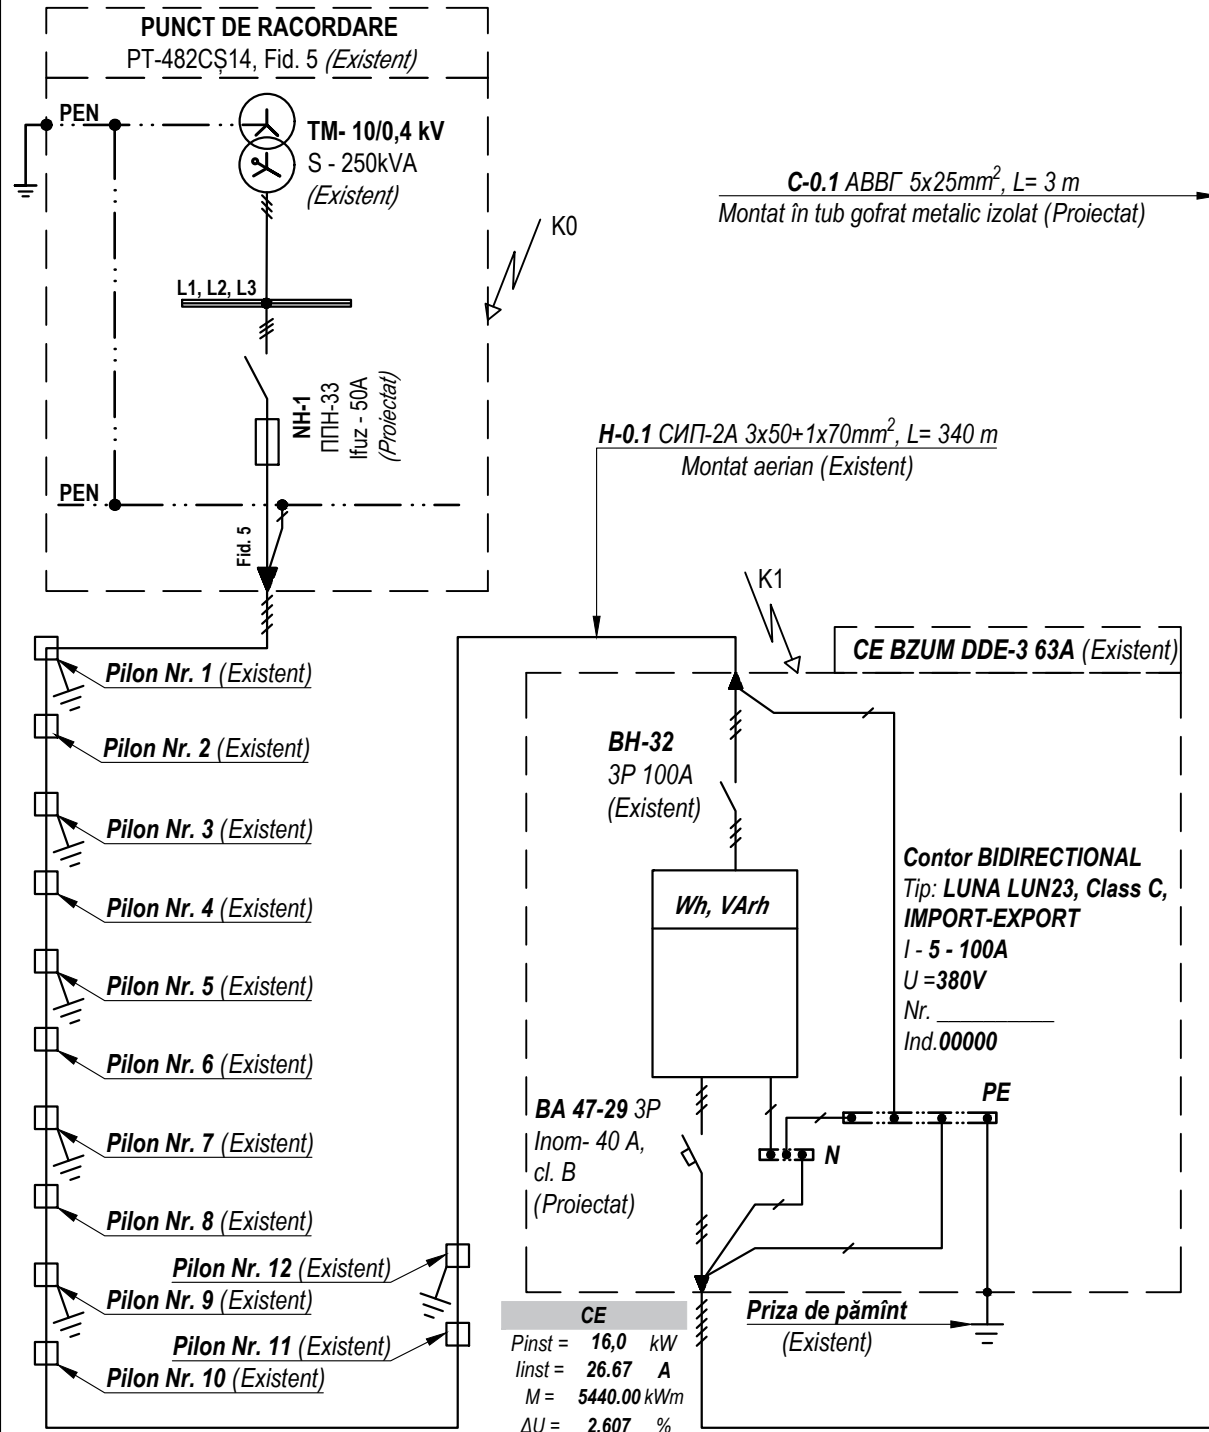 PUNCT DE RACORDARE
PT-482CȘ14, Fid. 5 (Existent)
PEN
TM- 10/0,4 kV
S - 250kVA
(Existent)
C-0.1 АВВГ 5x25mm², L= 3 m
Montat în tub gofrat metalic izolat (Proiectat)
K0
L1, L2, L3
NH-1
ППН-33
Ifuz - 50A
(Proiectat)
H-0.1 СИП-2А 3x50+1x70mm², L= 340 m
Montat aerian (Existent)
PEN
Fid. 5
K1
CE BZUM DDE-3 63A (Existent)
Pilon Nr. 1 (Existent)
Pilon Nr. 2 (Existent)
Pilon Nr. 3 (Existent)
Pilon Nr. 4 (Existent)
Pilon Nr. 5 (Existent)
Pilon Nr. 6 (Existent)
Pilon Nr. 7 (Existent)
Pilon Nr. 8 (Existent)
Pilon Nr. 12 (Existent)
Pilon Nr. 9 (Existent)
Pilon Nr. 11 (Existent)
Pilon Nr. 10 (Existent)
BH-32
3P 100A
(Existent)
Wh, VArh
Contor BIDIRECTIONAL
Tip: LUNA LUN23, Class C,
IMPORT-EXPORT
I - 5 - 100A
U =380V
Nr. __________
Ind.00000
PE
BA 47-29 3P
Inom- 40 A,
cl. B
(Proiectat)
N
Priza de pămînt
(Existent)
CE
Pinst = 16,0 kW
Iinst = 26.67 A
M = 5440.00 kWm
ΔU = 2.607 %